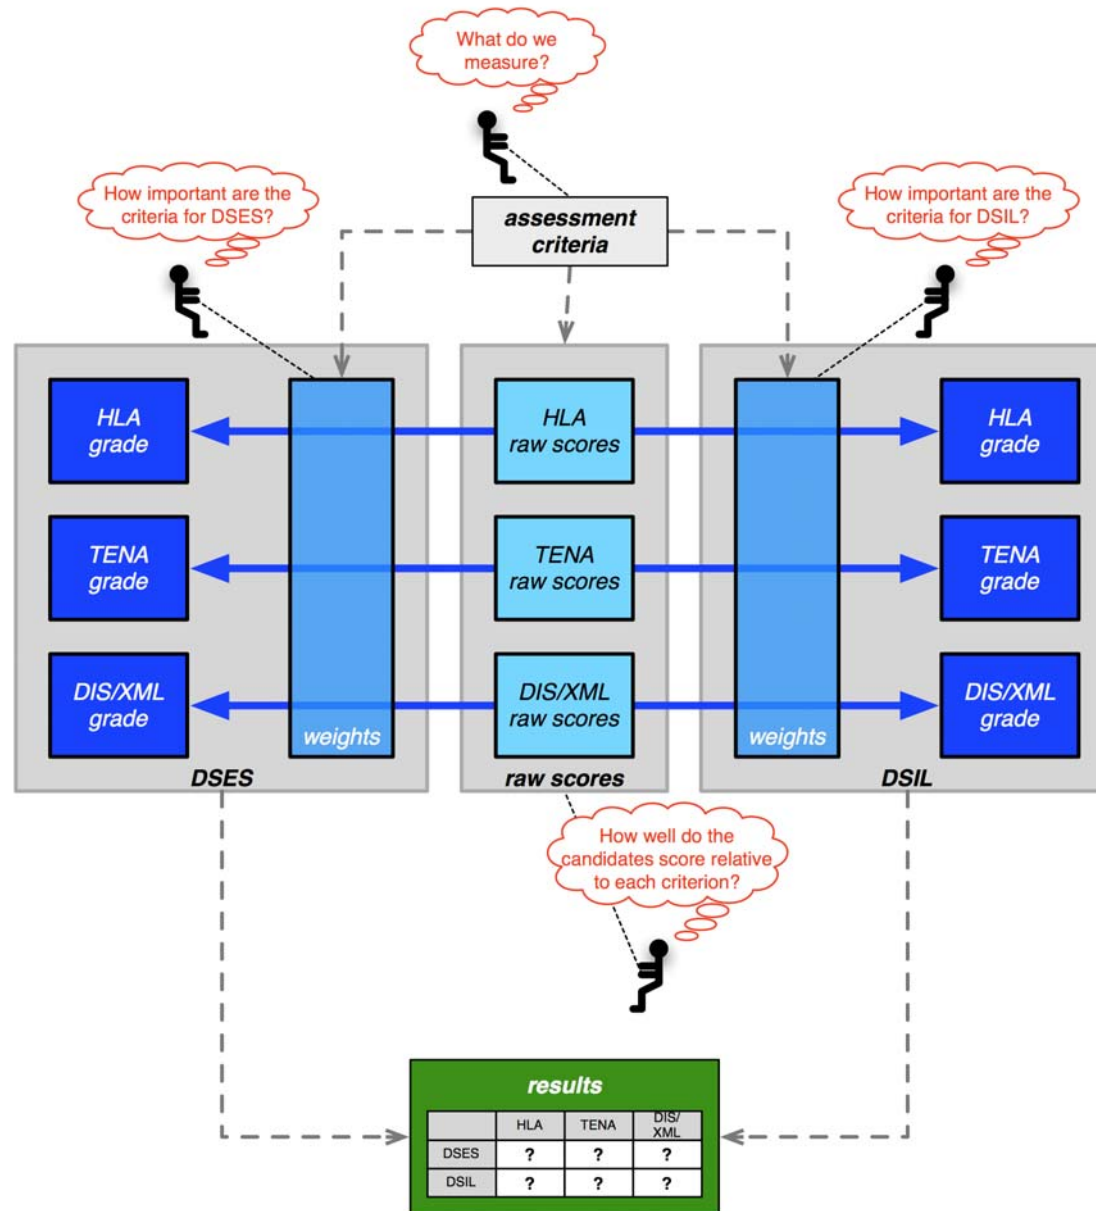 What do we
measure?
How important are the
criteria for DSES?
How important are the
criteria for DSIL?
assessment
criteria
HLA
grade
HLA
raw scores
HLA
grade
TENA
grade
TENA
raw scores
TENA
grade
DIS/XML
grade
DIS/XML
raw scores
DIS/XML
grade
weights
weights
DSES
raw scores
DSIL
How well do the
candidates score relative
to each criterion?
results
HLA TENA DIS/
XML
DSES ? ? ?
DSIL ? ? ?